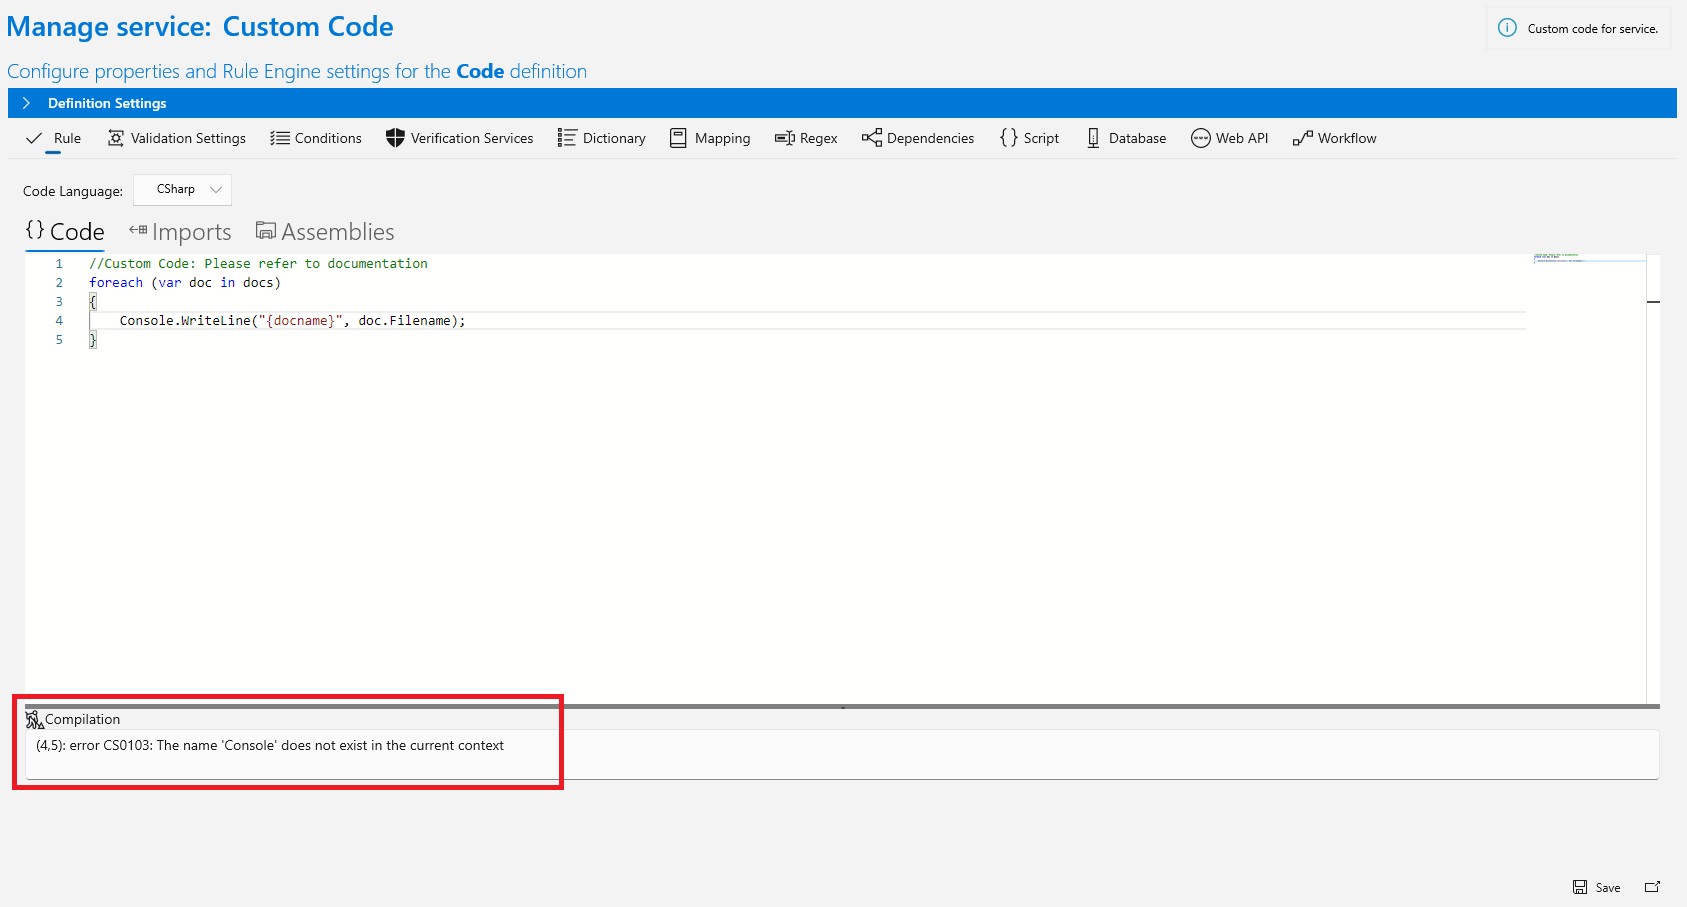 Manage service: Custom Code
Custom code for service.
Configure properties and Rule Engine settings for the Code definition
Definition Settings
Rule Validation Settings Conditions Verification Services Dictionary Mapping Regex Dependencies Script Database Web API Workflow
Code Language: CSharp
{} Code Imports Assemblies
1 //Custom Code: Please refer to documentation
2 foreach (var doc in docs)
3 {
4 Console.WriteLine("{docname}", doc.Filename);
5 }
Compilation
(4,5): error CS0103: The name 'Console' does not exist in the current context
Save